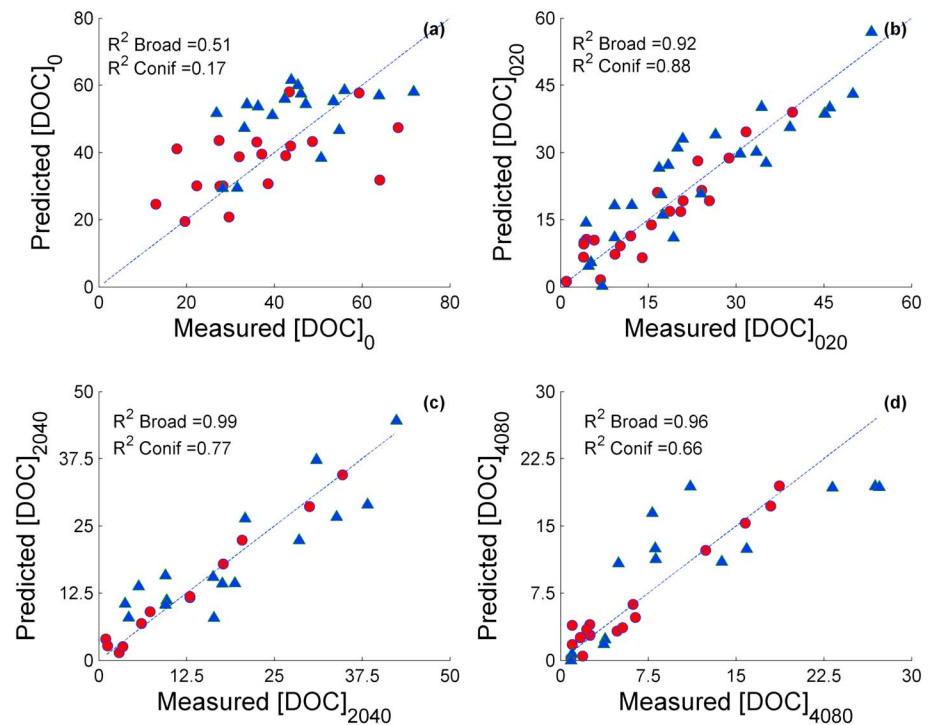 (a)
R² Broad =0.51
R² Conif =0.17
80
60
40
20
0
0
20
40
60
80
Predicted [DOC]₀
Measured [DOC]₀
(b)
R² Broad =0.92
R² Conif =0.88
60
45
30
15
0
0
15
30
45
60
Predicted [DOC]₀₂₀
Measured [DOC]₀₂₀
(c)
R² Broad =0.99
R² Conif =0.77
50
37.5
25
12.5
0
0
12.5
25
37.5
50
Predicted [DOC]₂₀₄₀
Measured [DOC]₂₀₄₀
(d)
R² Broad =0.96
R² Conif =0.66
30
22.5
15
7.5
0
0
7.5
15
22.5
30
Predicted [DOC]₄₀₈₀
Measured [DOC]₄₀₈₀